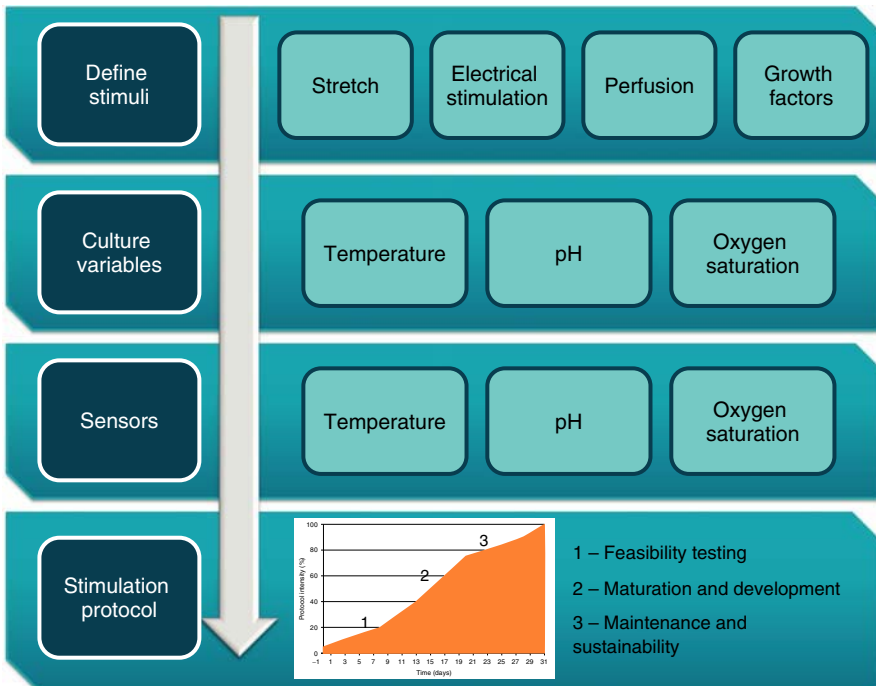 Define
stimuli
Stretch
Electrical
stimulation
Perfusion
Growth
factors
Culture
variables
Temperature
pH
Oxygen
saturation
Sensors
Temperature
pH
Oxygen
saturation
Stimulation
protocol
Protocol intensity (%)
100
80
60
40
20
0
1
2
3
–1 1 3 5 7 9 11 13 15 17 19 21 23 25 27 29 31
Time (days)
1 – Feasibility testing
2 – Maturation and development
3 – Maintenance and
sustainability